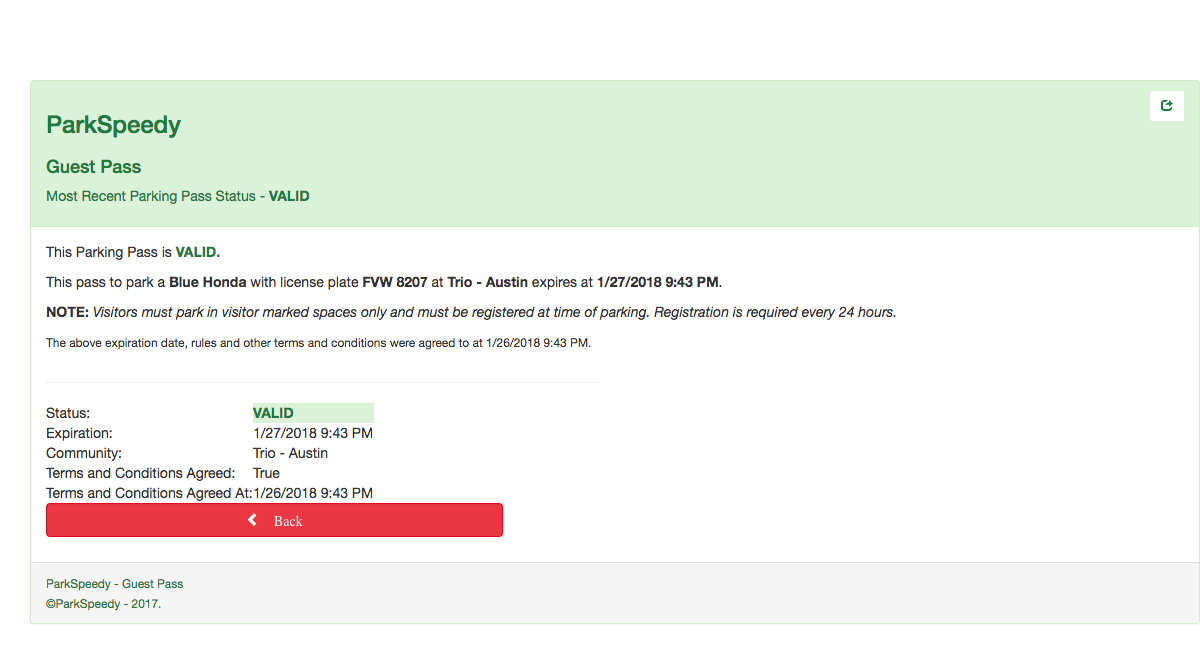 ParkSpeedy
Guest Pass
Most Recent Parking Pass Status - VALID
This Parking Pass is VALID.
This pass to park a Blue Honda with license plate FVW 8207 at Trio - Austin expires at 1/27/2018 9:43 PM.
NOTE: Visitors must park in visitor marked spaces only and must be registered at time of parking. Registration is required every 24 hours.
The above expiration date, rules and other terms and conditions were agreed to at 1/26/2018 9:43 PM.
Status: VALID
Expiration: 1/27/2018 9:43 PM
Community: Trio - Austin
Terms and Conditions Agreed: True
Terms and Conditions Agreed At:1/26/2018 9:43 PM
Back
ParkSpeedy - Guest Pass
©ParkSpeedy - 2017.